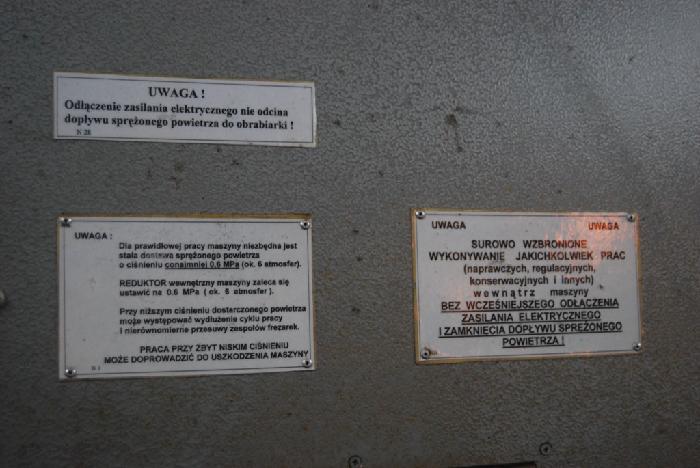 UWAGA !
Odłączenie zasilania elektrycznego nie odcina
dopływu sprężonego powietrza do obrabiarki !
N 28
UWAGA :
Dla prawidłowej pracy maszyny niezbędna jest
stała dostawa sprężonego powietrza
o ciśnieniu conajmniej 0.6 MPa (ok. 6 atmosfer).
REDUKTOR wewnętrzny maszyny zaleca się
ustawić na 0.6 MPa ( ok. 6 atmosfer ).
Przy niższym ciśnieniu dostarczonego powietrza
może występować wydłużenie cyklu pracy
i nierównomierne przesuwy zespołów frezarek.
PRACA PRZY ZBYT NISKIM CIŚNIENIU
MOŻE DOPROWADZIĆ DO USZKODZENIA MASZYNY
N 1
UWAGA UWAGA
SUROWO WZBRONIONE
WYKONYWANIE JAKICHKOLWIEK PRAC
(naprawczych, regulacyjnych,
konserwacyjnych i innych)
wewnątrz maszyny
BEZ WCZEŚNIEJSZEGO ODŁĄCZENIA
ZASILANIA ELEKTRYCZNEGO
I ZAMKNIĘCIA DOPŁYWU SPRĘŻONEGO
POWIETRZA !